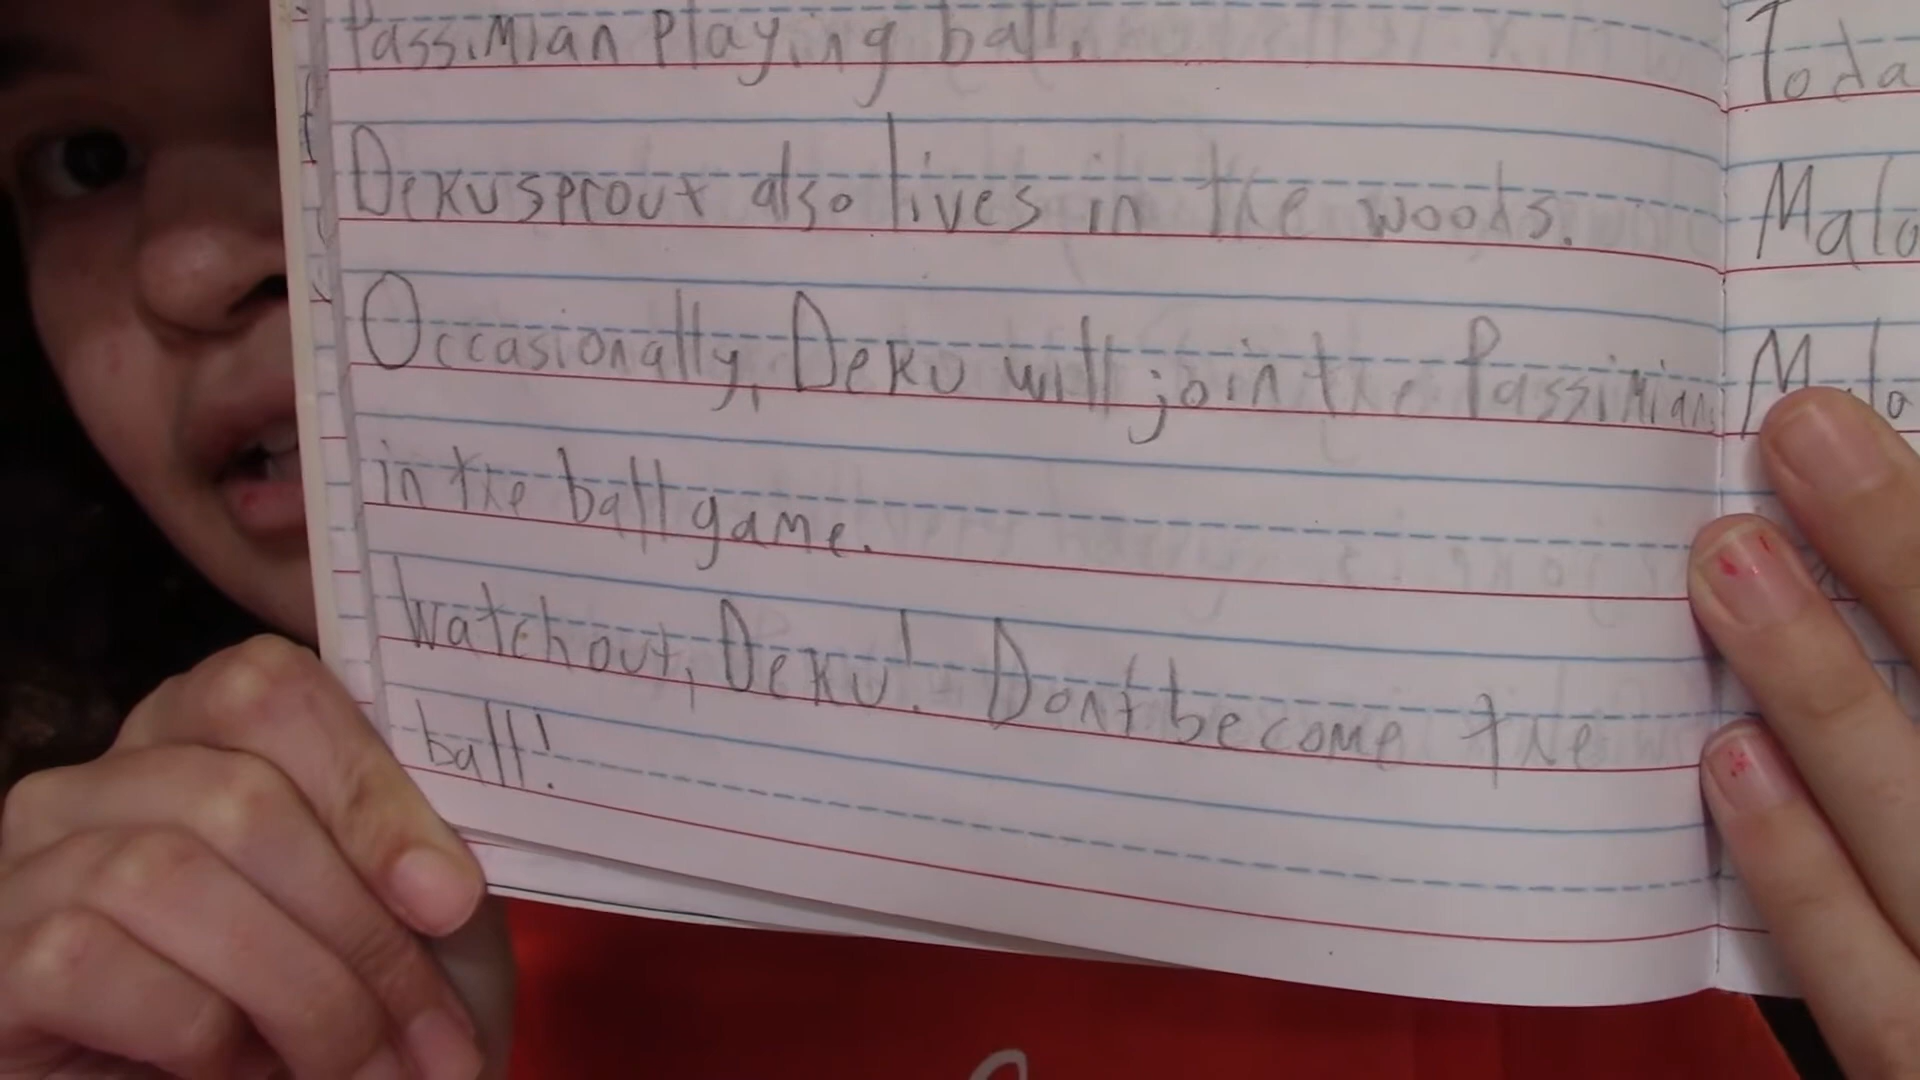 Passimian playing ball.
Dekusprout also lives in the woods.
Occasionally, Deku will join the Passimian
in the ball game.
Watch out, Deku! Don't become the
ball!
Toda
Malo
Malo